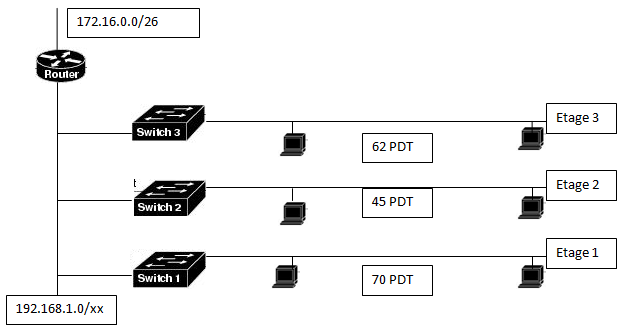 172.16.0.0/26
Router
Etage 3
Switch 3
62 PDT
t
Etage 2
Switch 2
45 PDT
Etage 1
Switch 1
70 PDT
192.168.1.0/xx